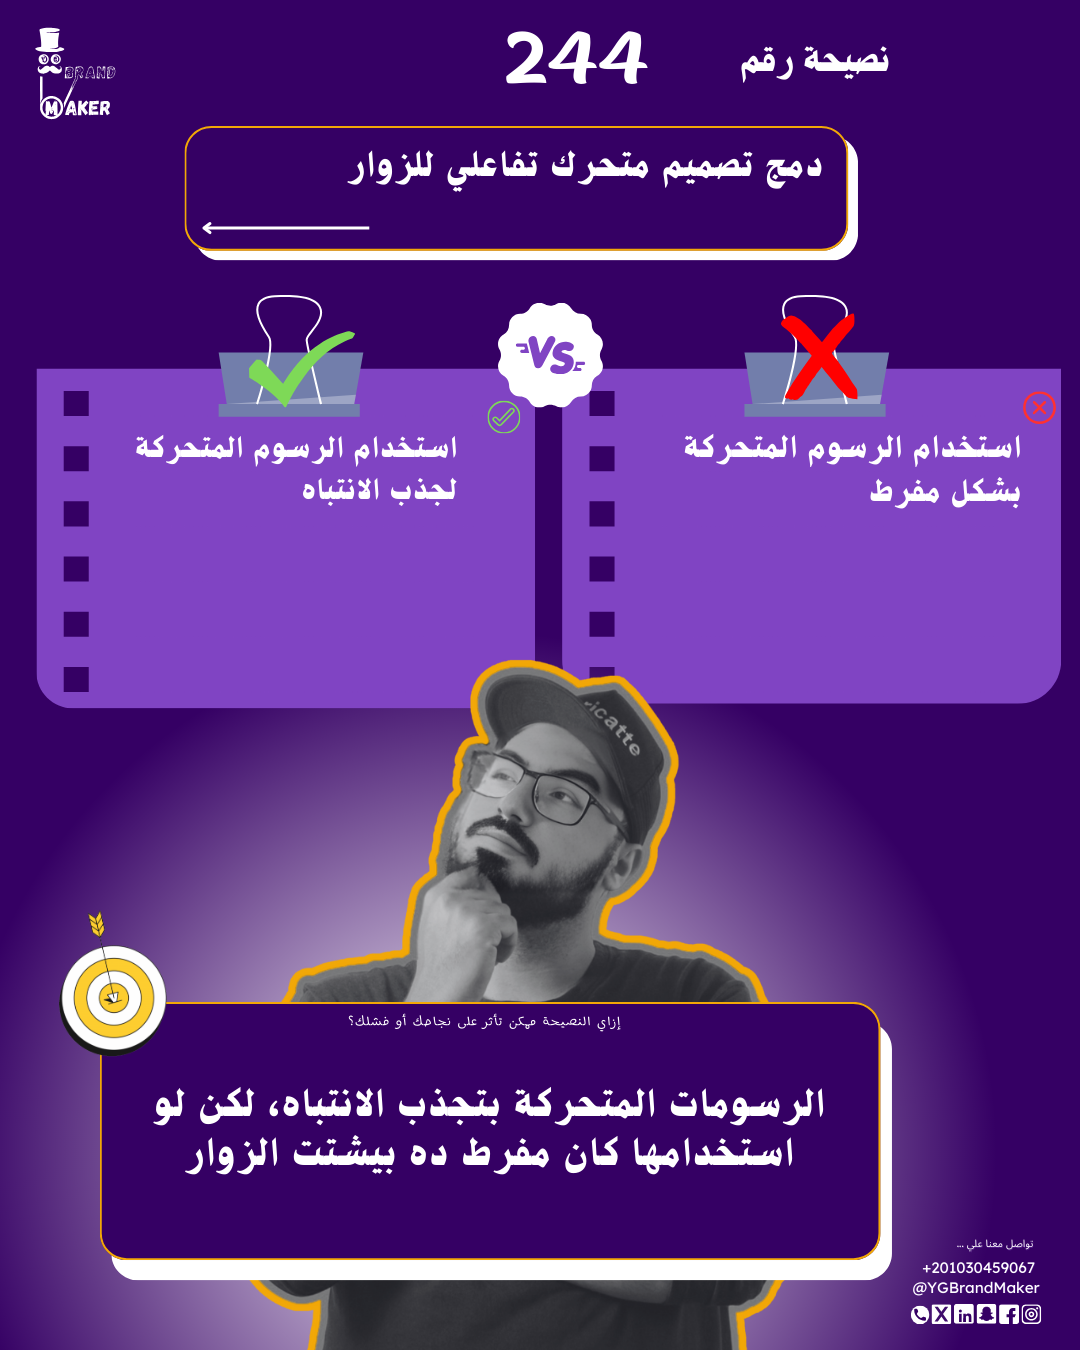 نصيحة رقم 244
BRAND
MAKER
دمج تصميم متحرك تفاعلي للزوار
VS
استخدام الرسوم المتحركة
بشكل مفرط
استخدام الرسوم المتحركة
لجذب الانتباه
icatte
إزاي النصيحة ممكن تأثر على نجاحك أو فشلك؟
الرسومات المتحركة بتجذب الانتباه، لكن لو
استخدامها كان مفرط ده بيشتت الزوار
تواصل معنا علي ...
+201030459067
@YGBrandMaker